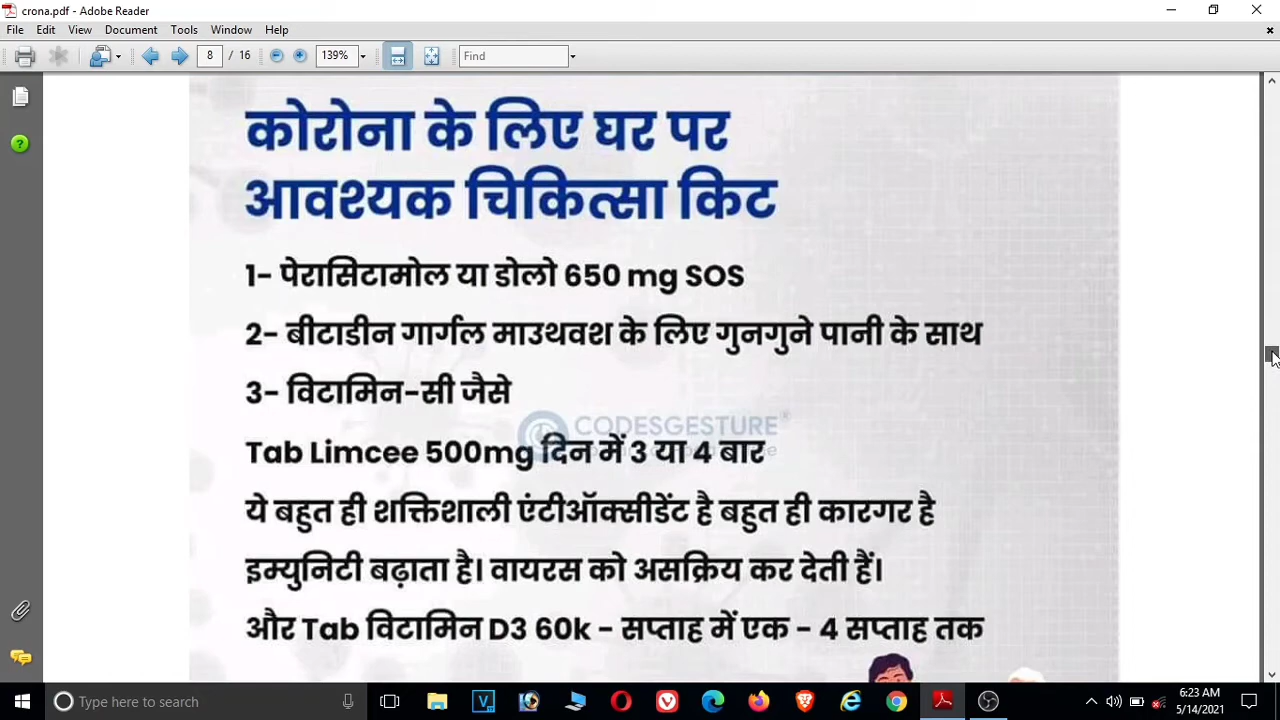 crona.pdf - Adobe Reader
File Edit View Document Tools Window Help
8 / 16 139% Find
कोरोना के लिए घर पर
आवश्यक चिकित्सा किट
1- पेरासिटामोल या डोलो 650 mg SOS
2- बीटाडीन गार्गल माउथवश के लिए गुनगुने पानी के साथ
3- विटामिन-सी जैसे
CODESGESTURE
Tab Limcee 500mg दिन में 3 या 4 बार
ये बहुत ही शक्तिशाली एंटीऑक्सीडेंट है बहुत ही कारगर है
इम्युनिटी बढ़ाता है। वायरस को असक्रिय कर देती हैं।
और Tab विटामिन D3 60k - सप्ताह में एक - 4 सप्ताह तक
Type here to search
6:23 AM
5/14/2021